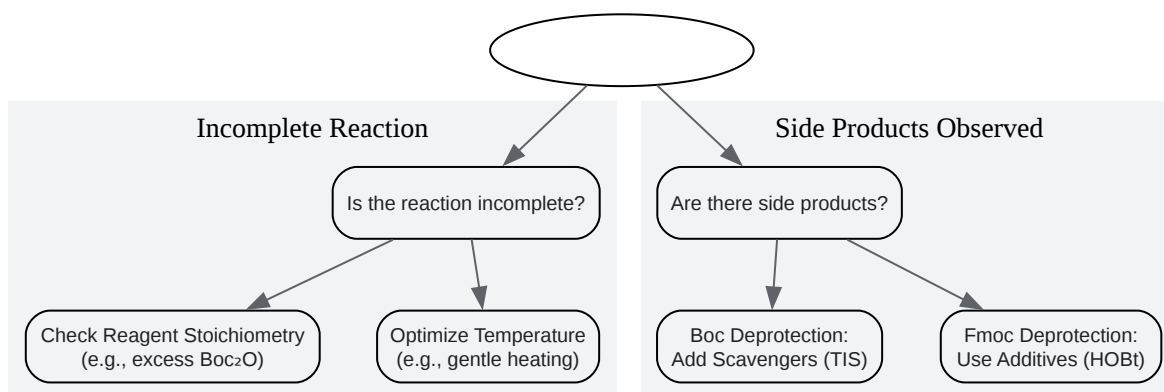 Incomplete Reaction
Is the reaction incomplete?
Check Reagent Stoichiometry
(e.g., excess Boc₂O)
Optimize Temperature
(e.g., gentle heating)
Side Products Observed
Are there side products?
Boc Deprotection:
Add Scavengers (TIS)
Fmoc Deprotection:
Use Additives (HOBt)